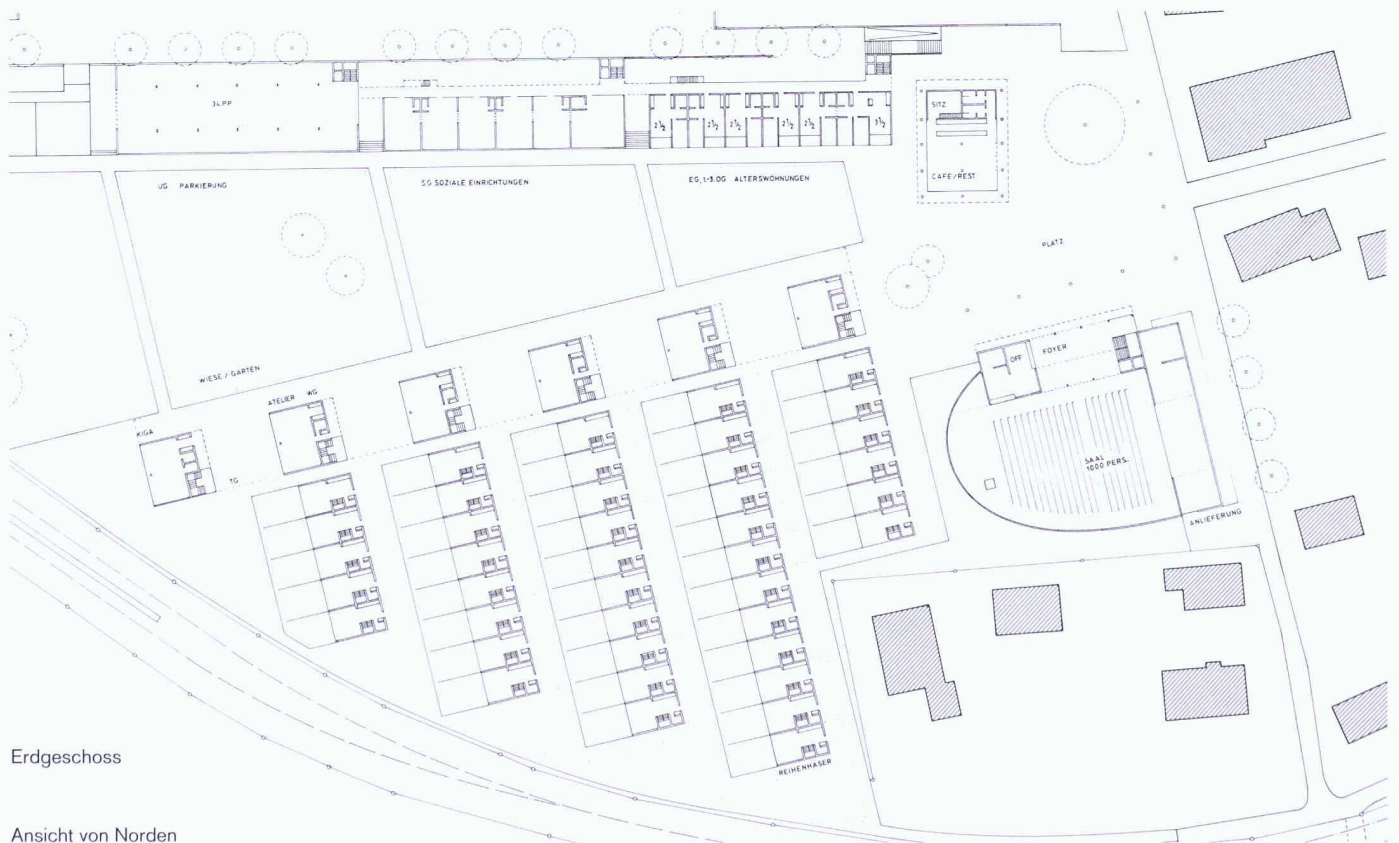 34 PP
2½
2½
2½
2½
2½
3½
SITZ
CAFE/REST
UG PARKIERUNG
SG SOZIALE EINRICHTUNGEN
EG, 1.-3.OG ALTERSWOHNUNGEN
PLATZ
WIESE / GARTEN
ATELIER WG
KIGA
TG
OFF
FOYER
SAAL
1000 PERS.
ANLIEFERUNG
REIHENHÄSER
Erdgeschoss
Ansicht von Norden